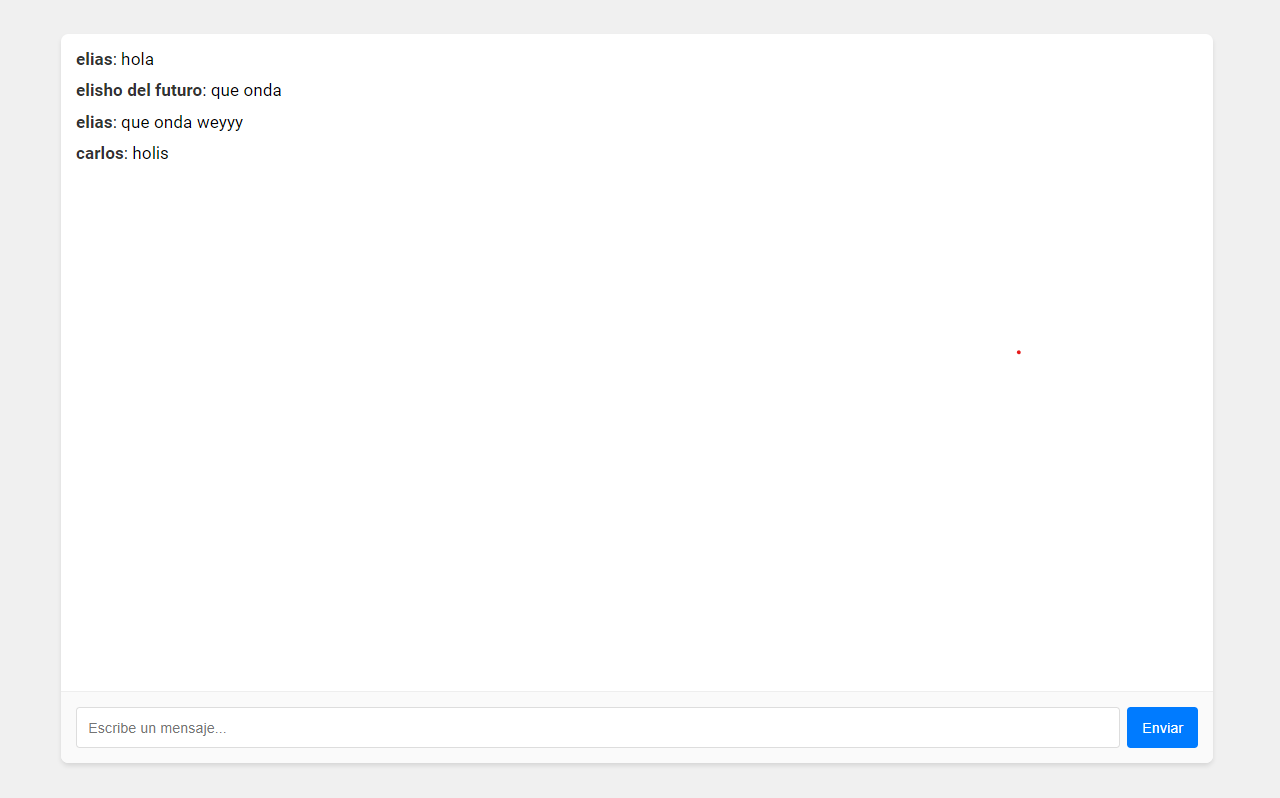 elias: hola
elisho del futuro: que onda
elias: que onda weyyy
carlos: holis
Escribe un mensaje...
Enviar